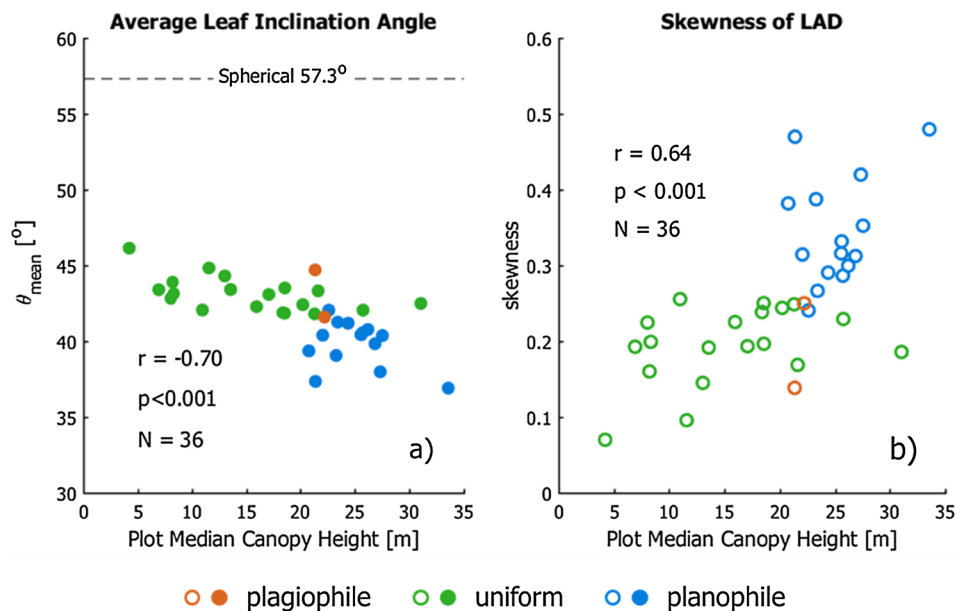 Average Leaf Inclination Angle
60
55
50
45
40
35
30
θmean [o]
Spherical 57.3o
r = -0.70
p<0.001
N = 36
a)
0 5 10 15 20 25 30 35
Plot Median Canopy Height [m]
Skewness of LAD
0.6
0.5
0.4
0.3
0.2
0.1
0
skewness
r = 0.64
p < 0.001
N = 36
b)
0 5 10 15 20 25 30 35
Plot Median Canopy Height [m]
plagiophile uniform planophile